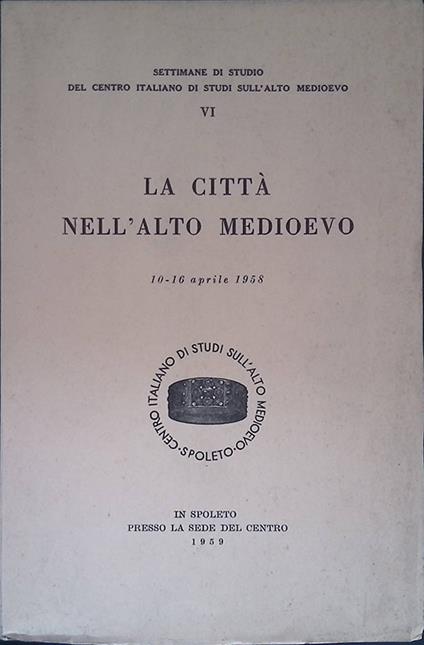 SETTIMANE DI STUDIO
DEL CENTRO ITALIANO DI STUDI SULL'ALTO MEDIOEVO
VI
LA CITTÀ
NELL'ALTO MEDIOEVO
10-16 aprile 1958
CENTRO ITALIANO DI STUDI SULL'ALTO MEDIOEVO · SPOLETO ·
IN SPOLETO
PRESSO LA SEDE DEL CENTRO
1959